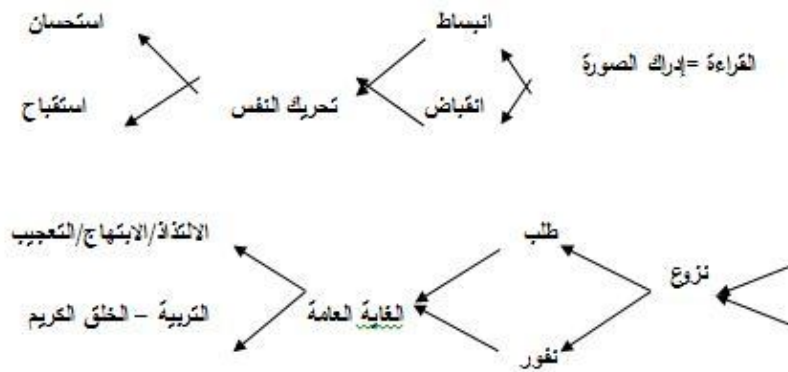 القراءة =إدراك الصورة
انبساط
انقباض
تحريك النفس
استحسان
استقباح
نزوع
طلب
نفور
الغاية العامة
الالتذاذ/الابتهاج/التعجيب
التربية – الخلق الكريم